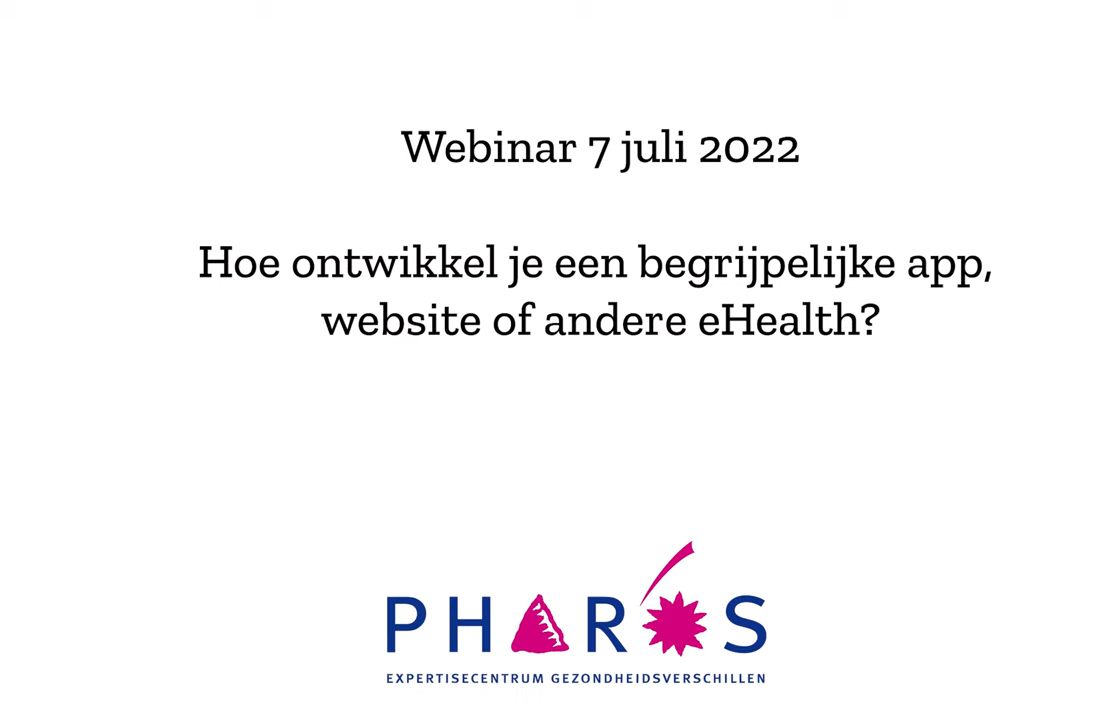 Webinar 7 juli 2022
Hoe ontwikkel je een begrijpelijke app,
website of andere eHealth?
PHAROS
EXPERTISECENTRUM GEZONDHEIDSVERSCHILLEN